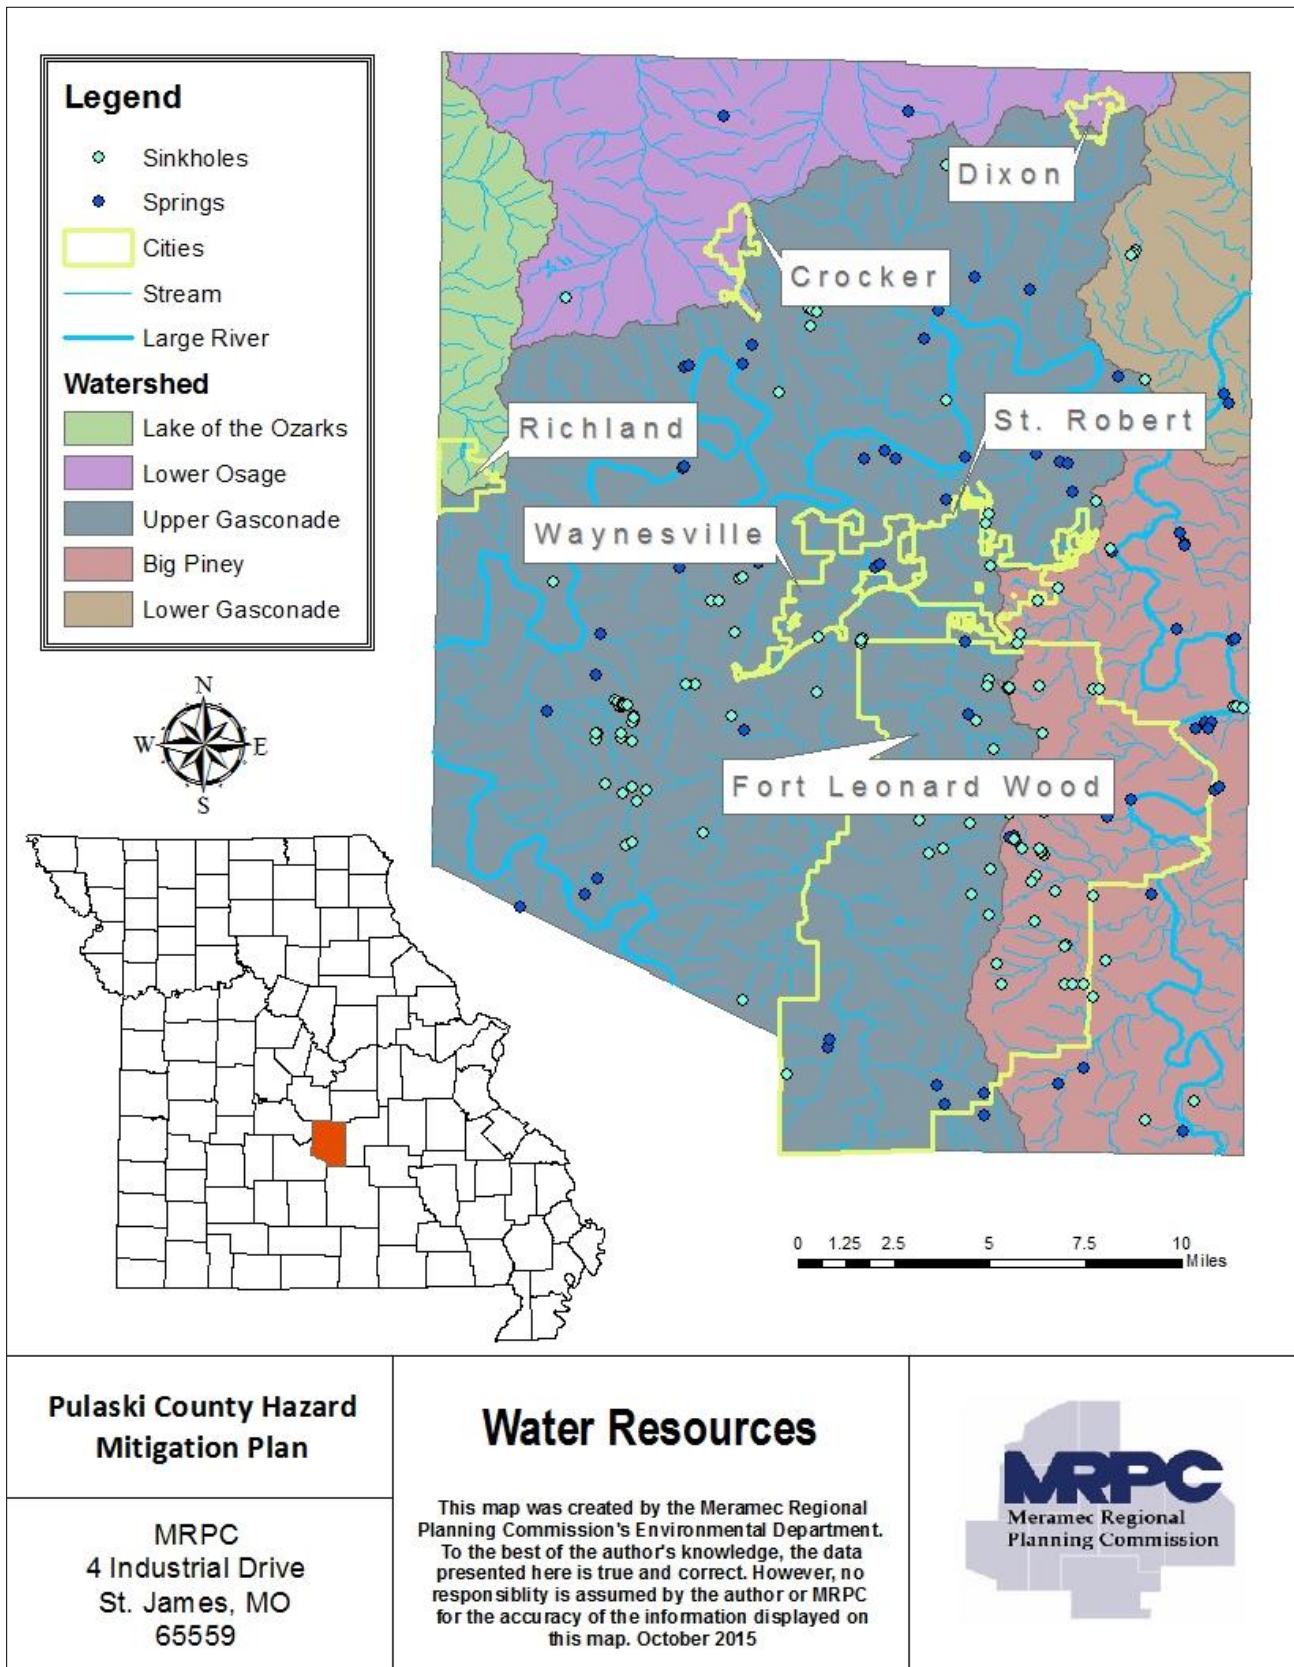 Legend
Sinkholes
Springs
Cities
Stream
Large River
Watershed
Lake of the Ozarks
Lower Osage
Upper Gasconade
Big Piney
Lower Gasconade
Dixon
Crocker
Richland
St. Robert
Waynesville
Fort Leonard Wood
N
W E
S
0 1.25 2.5 5 7.5 10
Miles
Pulaski County Hazard
Mitigation Plan
MRPC
4 Industrial Drive
St. James, MO
65559
Water Resources
This map was created by the Meramec Regional
Planning Commission's Environmental Department.
To the best of the author's knowledge, the data
presented here is true and correct. However, no
responsiblity is assumed by the author or MRPC
for the accuracy of the information displayed on
this map. October 2015
MRPC
Meramec Regional
Planning Commission